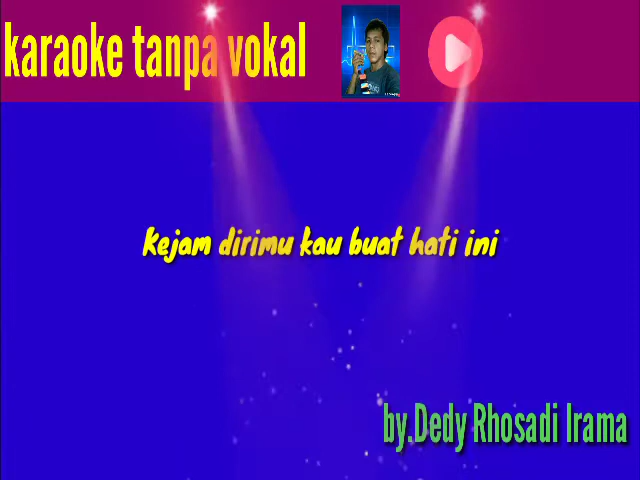 karaoke tanpa vokal
Kejam dirimu kau buat hati ini
by.Dedy Rhosadi Irama